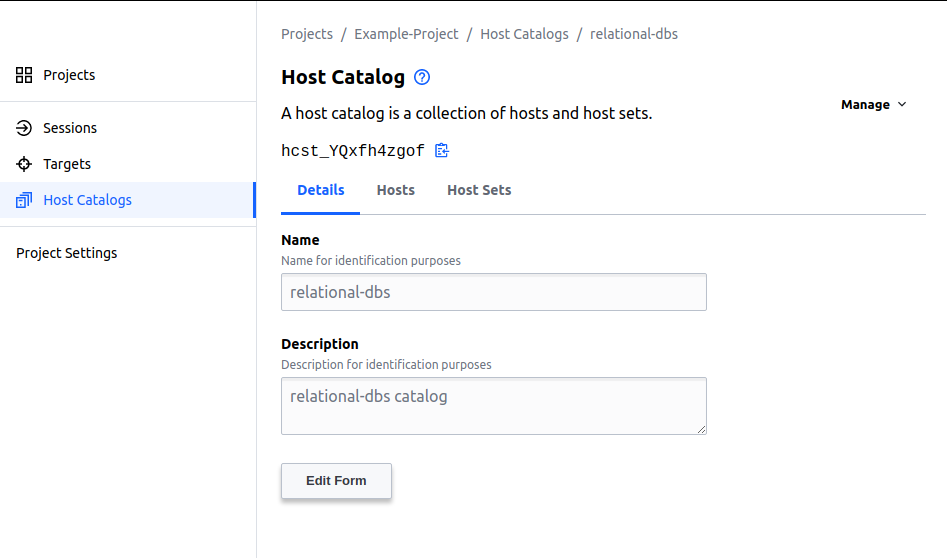 Projects / Example-Project / Host Catalogs / relational-dbs
Projects
Sessions
Targets
Host Catalogs
Project Settings
Host Catalog
A host catalog is a collection of hosts and host sets.
Manage
hcst_YQxfh4zgof
Details Hosts Host Sets
Name
Name for identification purposes
relational-dbs
Description
Description for identification purposes
relational-dbs catalog
Edit Form